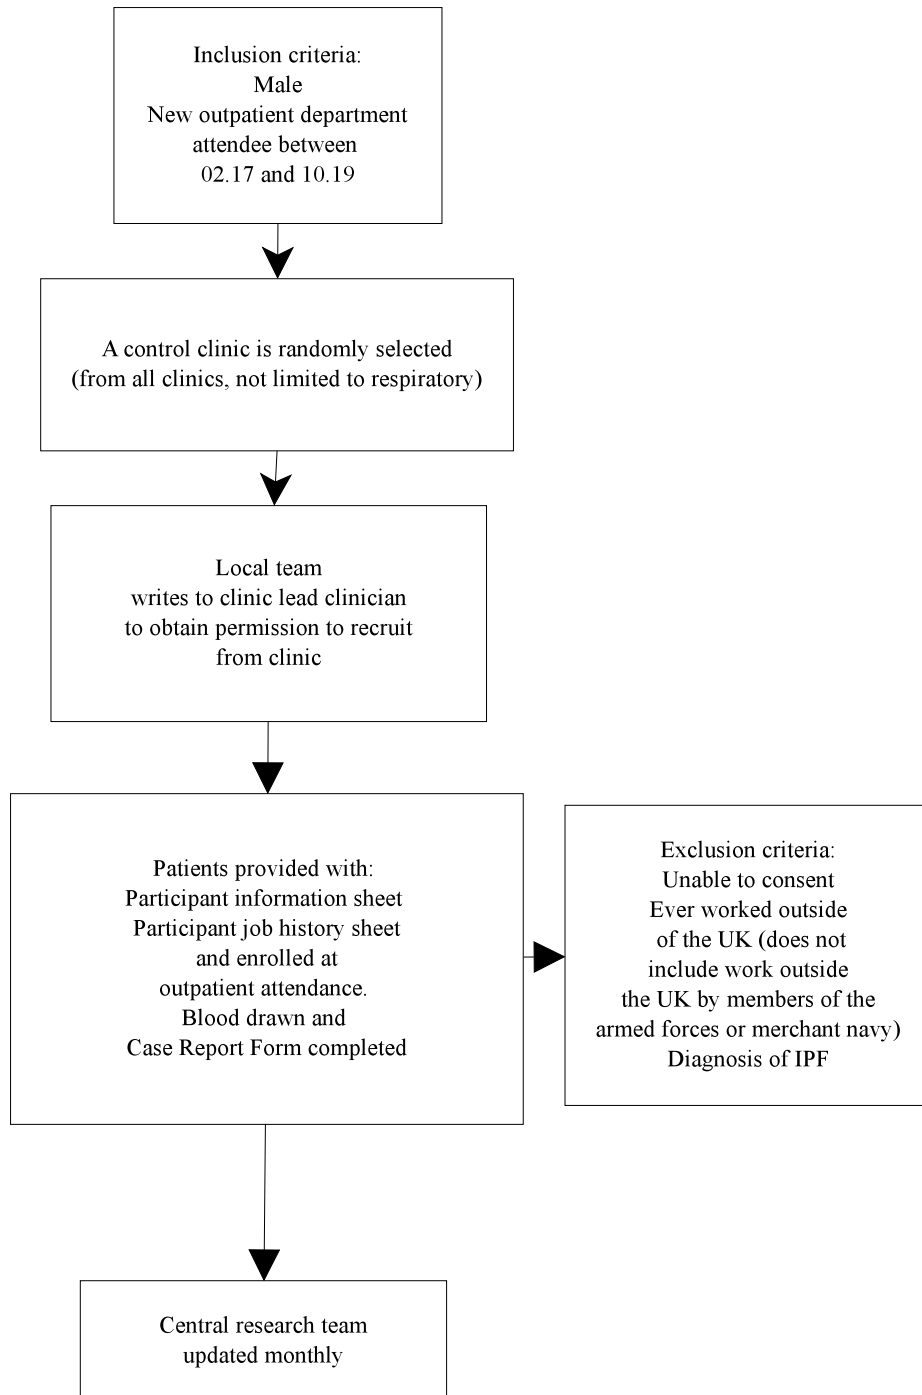 Inclusion criteria:
Male
New outpatient department
attendee between
02.17 and 10.19
A control clinic is randomly selected
(from all clinics, not limited to respiratory)
Local team
writes to clinic lead clinician
to obtain permission to recruit
from clinic
Patients provided with:
Participant information sheet
Participant job history sheet
and enrolled at
outpatient attendance.
Blood drawn and
Case Report Form completed
Exclusion criteria:
Unable to consent
Ever worked outside
of the UK (does not
include work outside
the UK by members of the
armed forces or merchant navy)
Diagnosis of IPF
Central research team
updated monthly